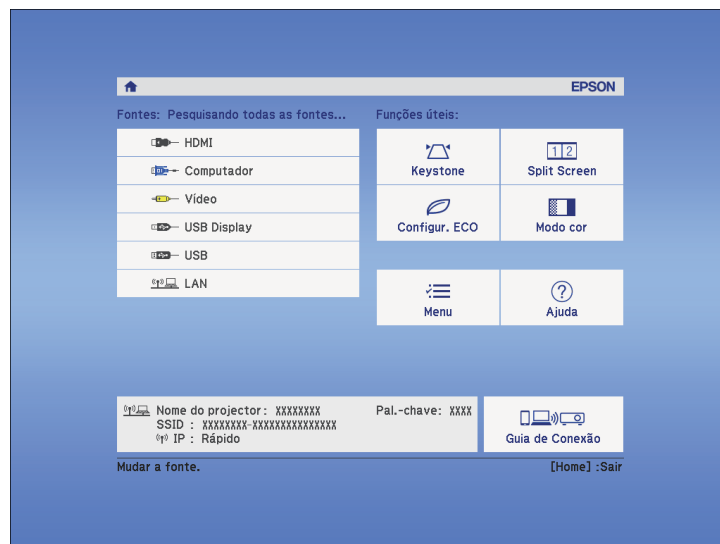 EPSON
Fontes: Pesquisando todas as fontes...
HDMI
Computador
Vídeo
USB Display
USB
LAN
Funções úteis:
Keystone
1 2
Split Screen
Configur. ECO
Modo cor
Menu
?
Ajuda
Nome do projector: XXXXXXXX
Pal.-chave: XXXX
SSID : XXXXXXXX-XXXXXXXXXXXXXXX
IP : Rápido
Guia de Conexão
Mudar a fonte.
[Home] :Sair